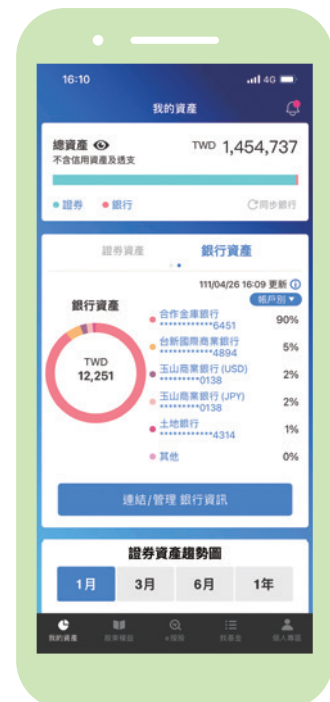 16:10
4G
我的資產
總資產
TWD 1,454,737
不含信用資產及透支
證券
銀行
同步銀行
證券資產
銀行資產
111/04/26 16:09 更新
帳戶別▼
銀行資產
TWD
12,251
合作金庫銀行
************6451
90%
台新國際商業銀行
************4894
5%
玉山商業銀行 (USD)
*********0138
2%
玉山商業銀行 (JPY)
*********0138
2%
土地銀行
************4314
1%
其他
0%
連結/管理 銀行資訊
證券資產趨勢圖
1月
3月
6月
1年
我的資產
個人專區